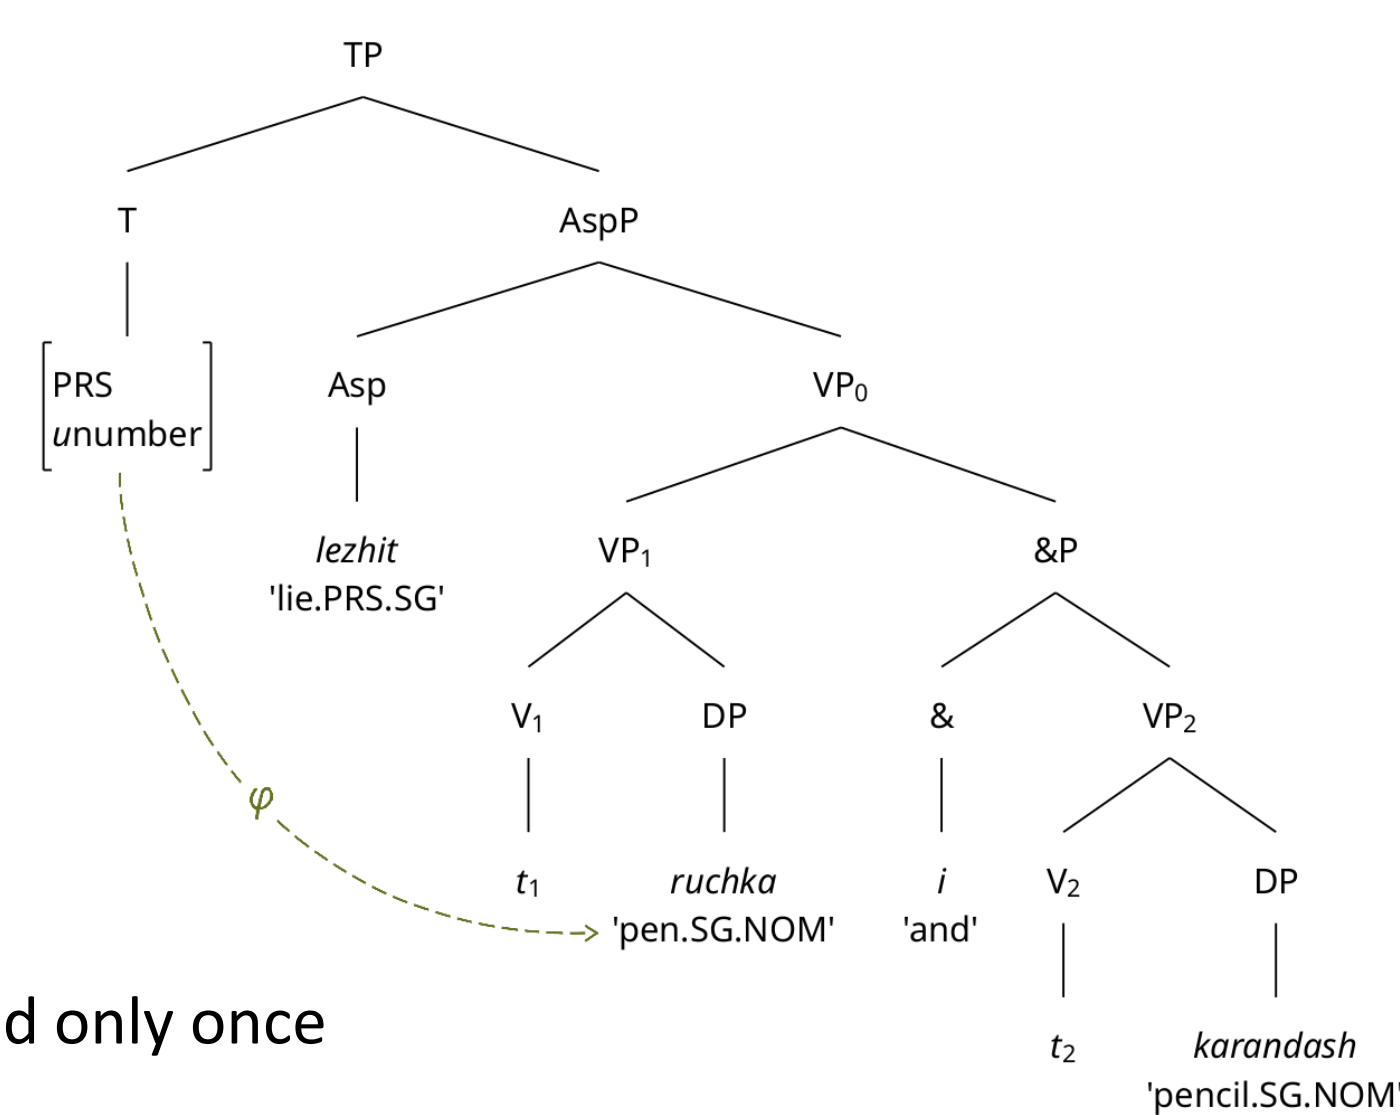 TP
T AspP
PRS Asp VP₀
unumber
lezhit VP₁ &P
'lie.PRS.SG'
V₁ DP & VP₂
φ
t₁ ruchka i V₂ DP
'pen.SG.NOM' 'and'
d only once
t₂ karandash
'pencil.SG.NOM'